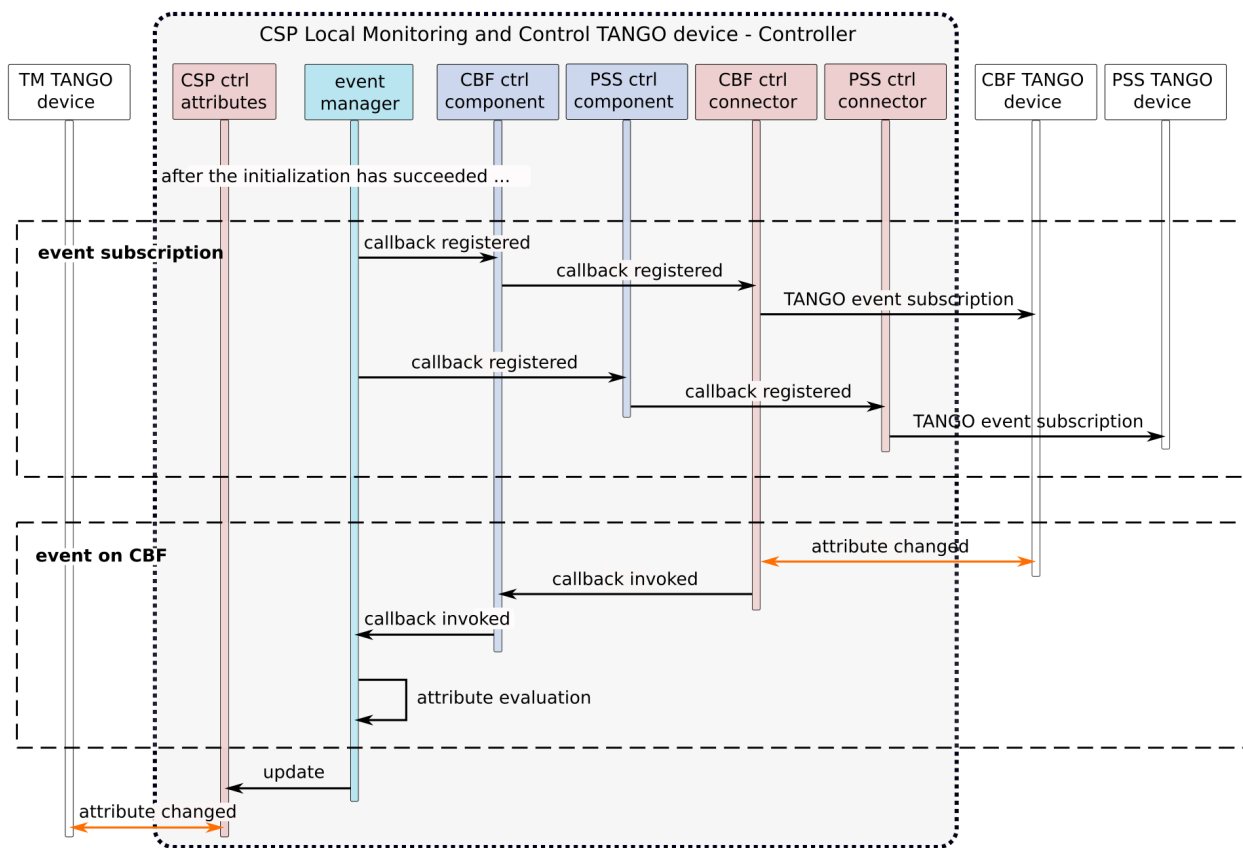 CSP Local Monitoring and Control TANGO device - Controller
TM TANGO
device
CSP ctrl
attributes
event
manager
CBF ctrl
component
PSS ctrl
component
CBF ctrl
connector
PSS ctrl
connector
CBF TANGO
device
PSS TANGO
device
after the initialization has succeeded ...
event subscription
callback registered
callback registered
TANGO event subscription
callback registered
callback registered
TANGO event subscription
event on CBF
attribute changed
callback invoked
callback invoked
attribute evaluation
update
attribute changed